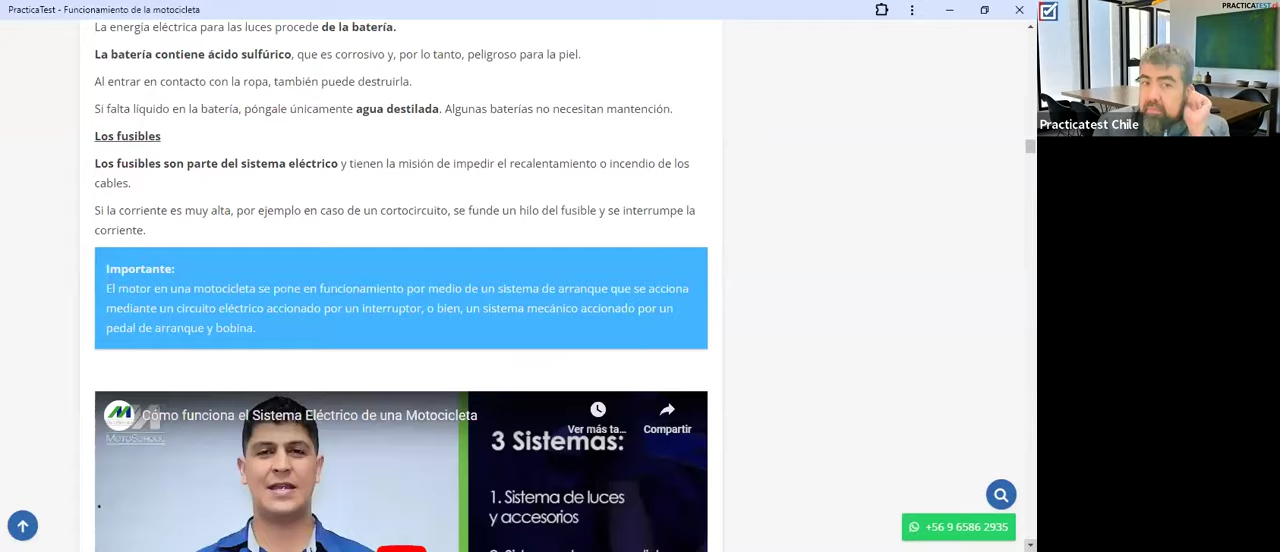 PracticaTest - Funcionamiento de la motocicleta
PRACTICATEST
La energía eléctrica para las luces procede de la batería.
La batería contiene ácido sulfúrico, que es corrosivo y, por lo tanto, peligroso para la piel.
Al entrar en contacto con la ropa, también puede destruirla.
Si falta líquido en la batería, póngale únicamente agua destilada. Algunas baterías no necesitan mantención.
Practicatest Chile
Los fusibles
Los fusibles son parte del sistema eléctrico y tienen la misión de impedir el recalentamiento o incendio de los
cables.
Si la corriente es muy alta, por ejemplo en caso de un cortocircuito, se funde un hilo del fusible y se interrumpe la
corriente.
Importante:
El motor en una motocicleta se pone en funcionamiento por medio de un sistema de arranque que se acciona
mediante un circuito eléctrico accionado por un interruptor, o bien, un sistema mecánico accionado por un
pedal de arranque y bobina.
Cómo funciona el Sistema Eléctrico de una Motocicleta
MotoSchool
Ver más ta...
Compartir
3 Sistemas:
1. Sistema de luces
y accesorios
+56 9 6586 2935